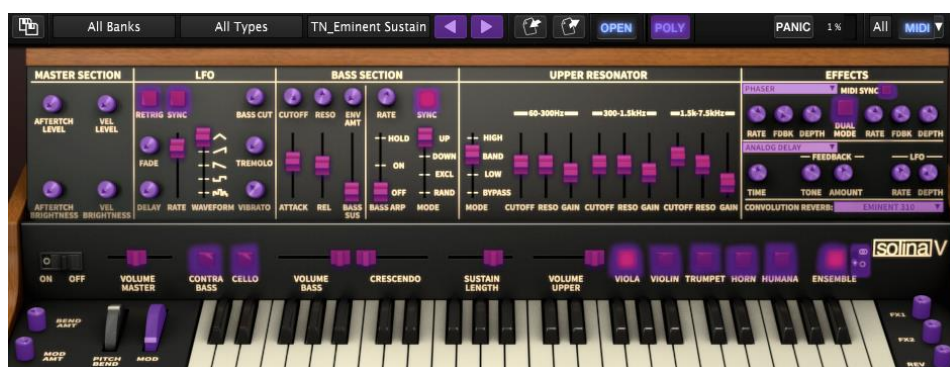 All Banks All Types TN_Eminent Sustain OPEN POLY PANIC 1 % All MIDI
MASTER SECTION LFO BASS SECTION UPPER RESONATOR EFFECTS
PHASER MIDI SYNC
AFTERTCH LEVEL VEL LEVEL RETRIG SYNC BASS CUT CUTOFF RESO ENV AMT RATE SYNC 60-300Hz 300-1.5kHz 1.5k-7.5kHz
RATE FDBK DEPTH DUAL MODE RATE FDBK DEPTH
HOLD UP HIGH
ANALOG DELAY
FADE TREMOLO DOWN BAND
FEEDBACK LFO
ON EXCL LOW
OFF RAND BYPASS
TIME TONE AMOUNT RATE DEPTH
AFTERTCH BRIGHTNESS VEL BRIGHTNESS DELAY RATE WAVEFORM VIBRATO ATTACK REL BASS SUS BASS ARP MODE MODE CUTOFF RESO GAIN CUTOFF RESO GAIN CUTOFF RESO GAIN
CONVOLUTION REVERB: EMINENT 310
solina V
ON OFF VOLUME MASTER CONTRA BASS CELLO VOLUME BASS CRESCENDO SUSTAIN LENGTH VOLUME UPPER VIOLA VIOLIN TRUMPET HORN HUMANA ENSEMBLE
BEND AMT FX1
MOD AMT PITCH BEND MOD FX2
REV